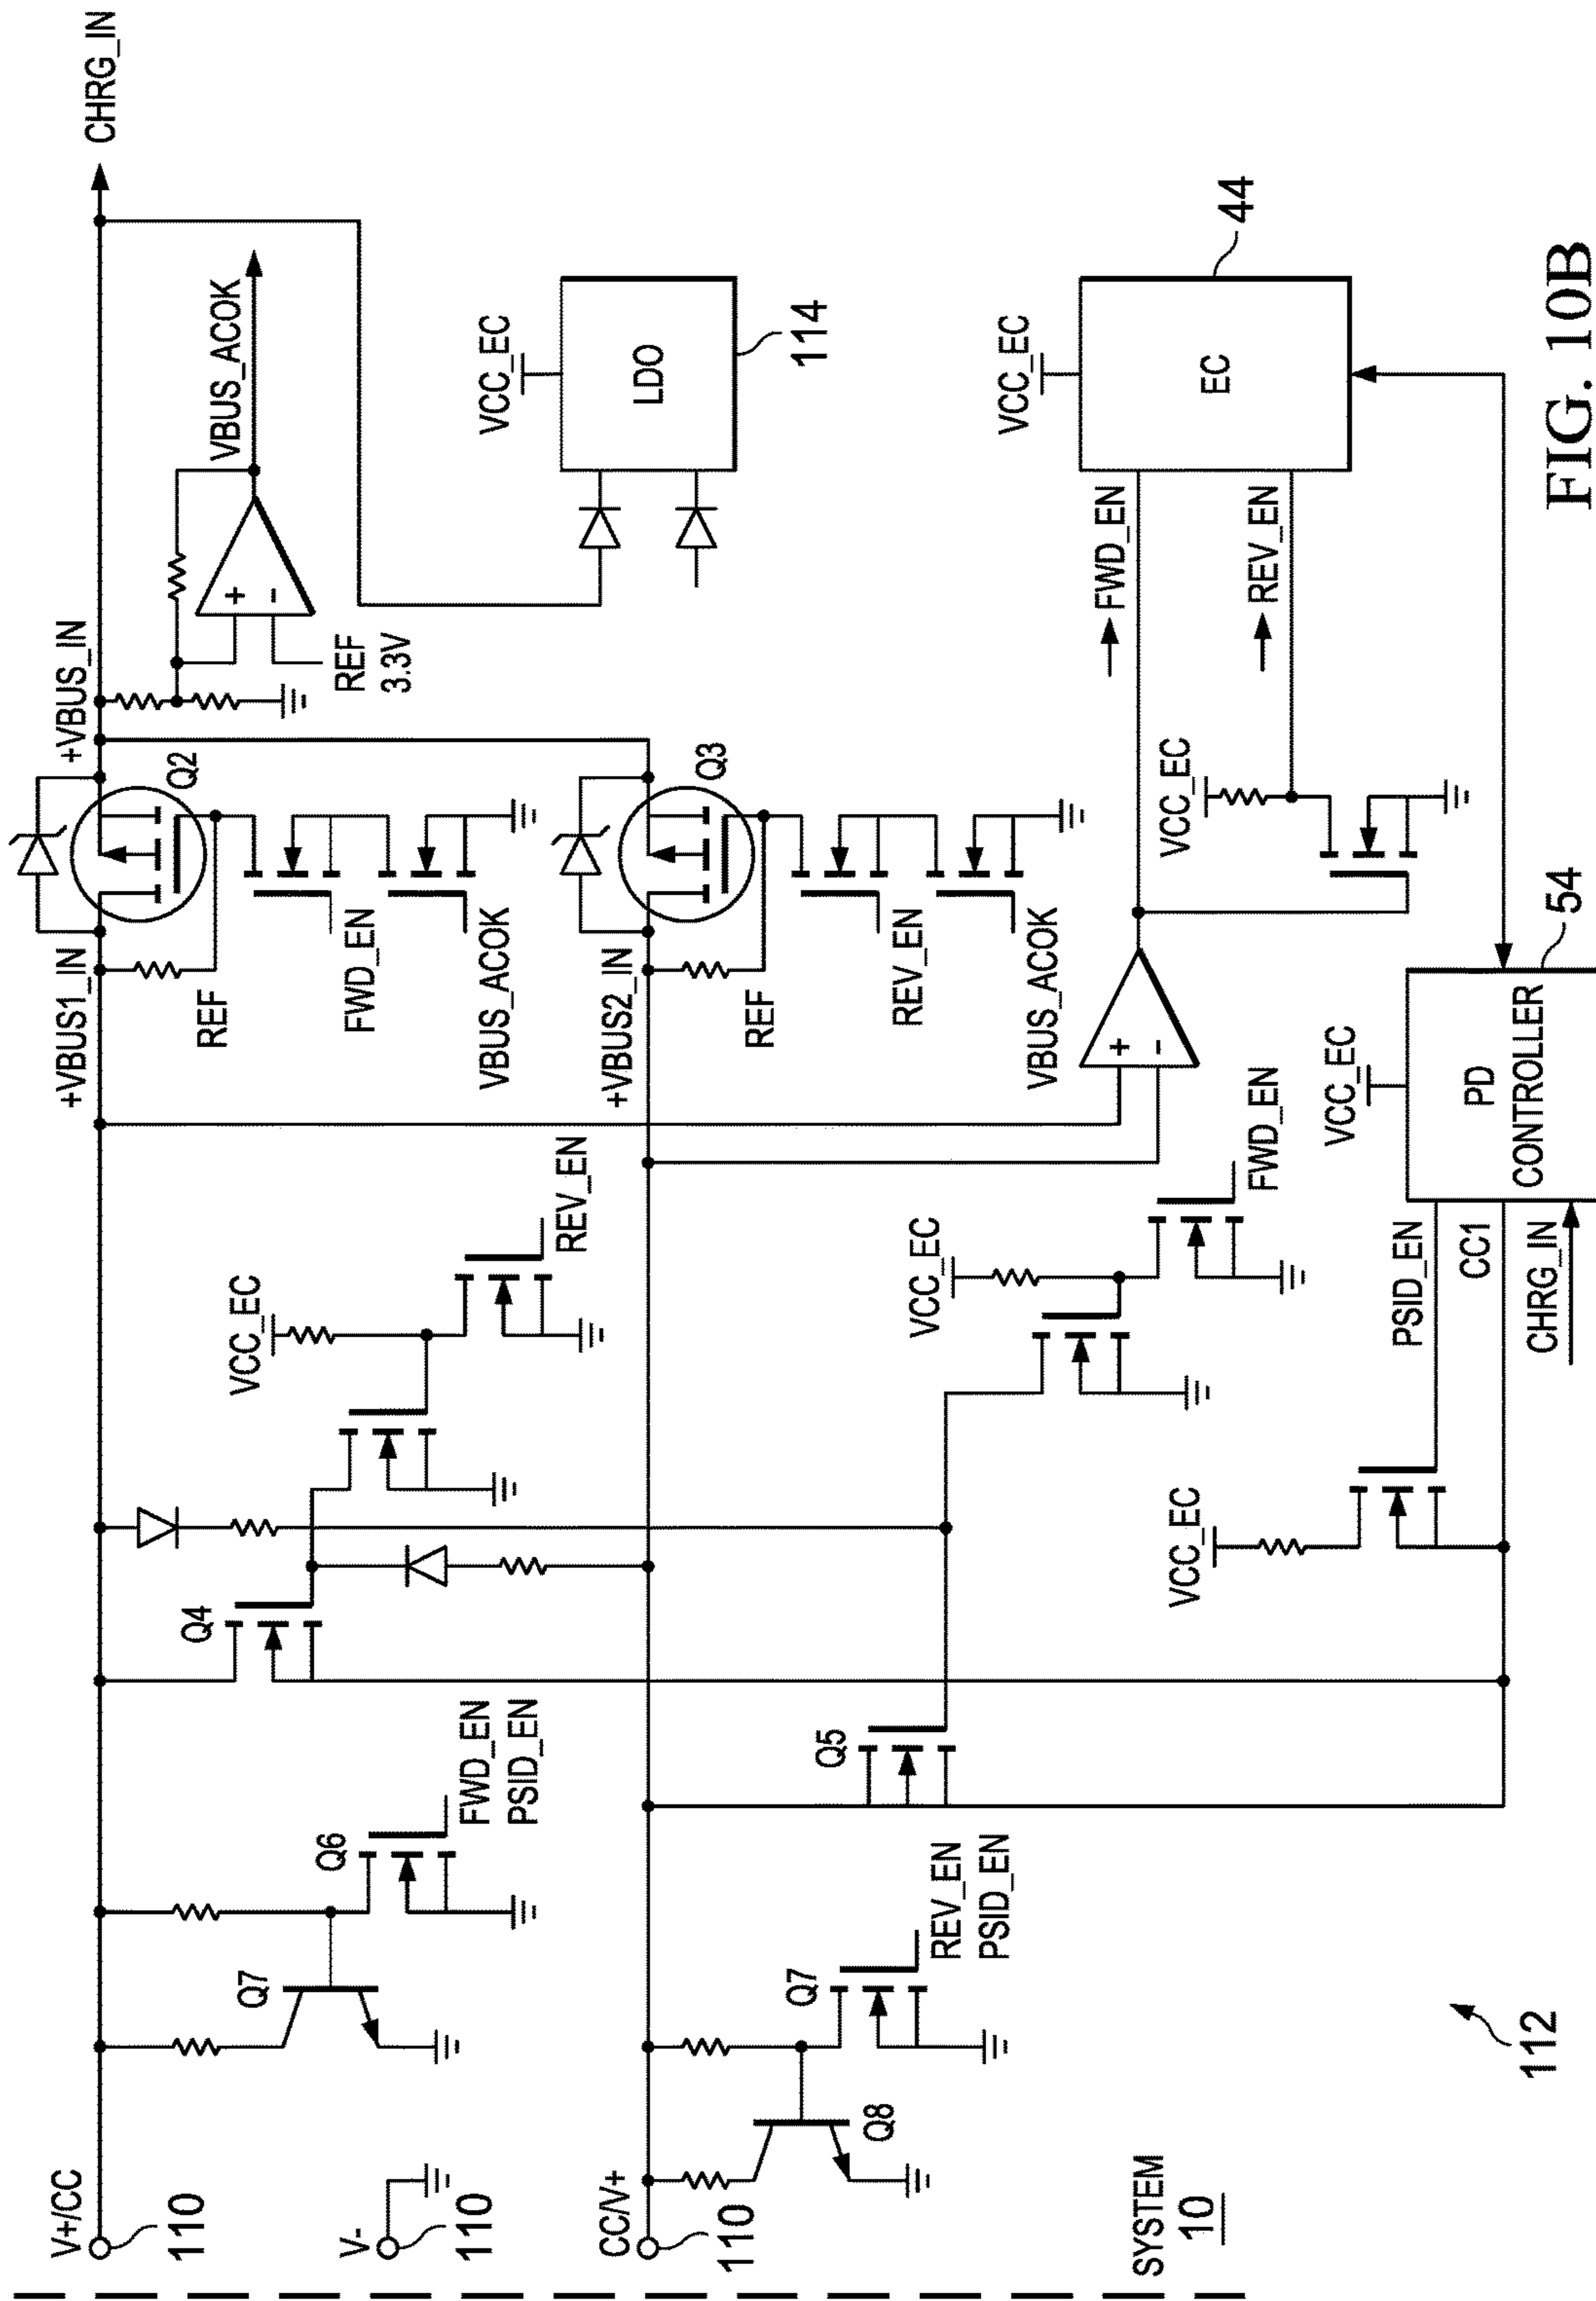 V+/CC
110
V-
110
CC/V+
110
SYSTEM
10
112
Q7
Q6
FWD_EN
PSID_EN
Q8
Q7
REV_EN
PSID_EN
Q4
Q5
VCC_EC
REV_EN
VCC_EC
FWD_EN
VCC_EC
PSID_EN
CC1
CHRG_IN
VCC_EC
PD
CONTROLLER
54
+VBUS1_IN
REF
FWD_EN
VBUS_ACOK
Q2
+VBUS_IN
+VBUS2_IN
REF
REV_EN
VBUS_ACOK
Q3
+
-
VCC_EC
REF
3.3V
+
-
VBUS_ACOK
CHRG_IN
VCC_EC
LDO
114
FWD_EN
REV_EN
VCC_EC
EC
44
FIG. 10B